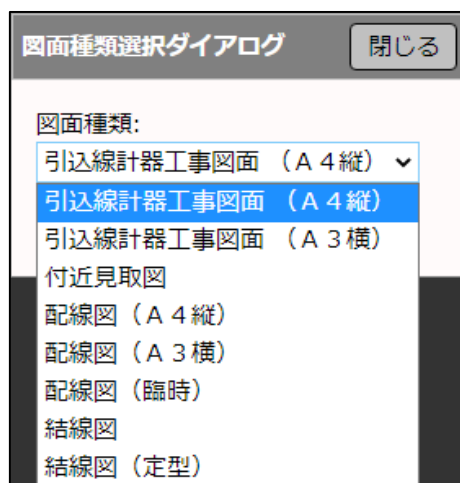 図面種類選択ダイアログ 閉じる
図面種類:
引込線計器工事図面 （Ａ４縦）
引込線計器工事図面 （Ａ４縦）
引込線計器工事図面 （Ａ３横）
付近見取図
配線図（Ａ４縦）
配線図（Ａ３横）
配線図（臨時）
結線図
結線図（定型）